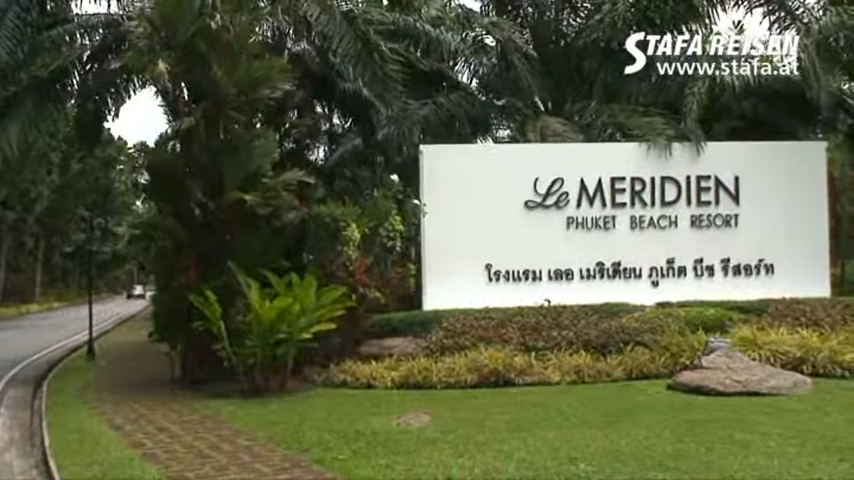 STAFA REISEN
www.stafa.at
Le MERIDIEN
PHUKET BEACH RESORT
โรงแรม เลอ เมริเดียน ภูเก็ต บีช รีสอร์ท